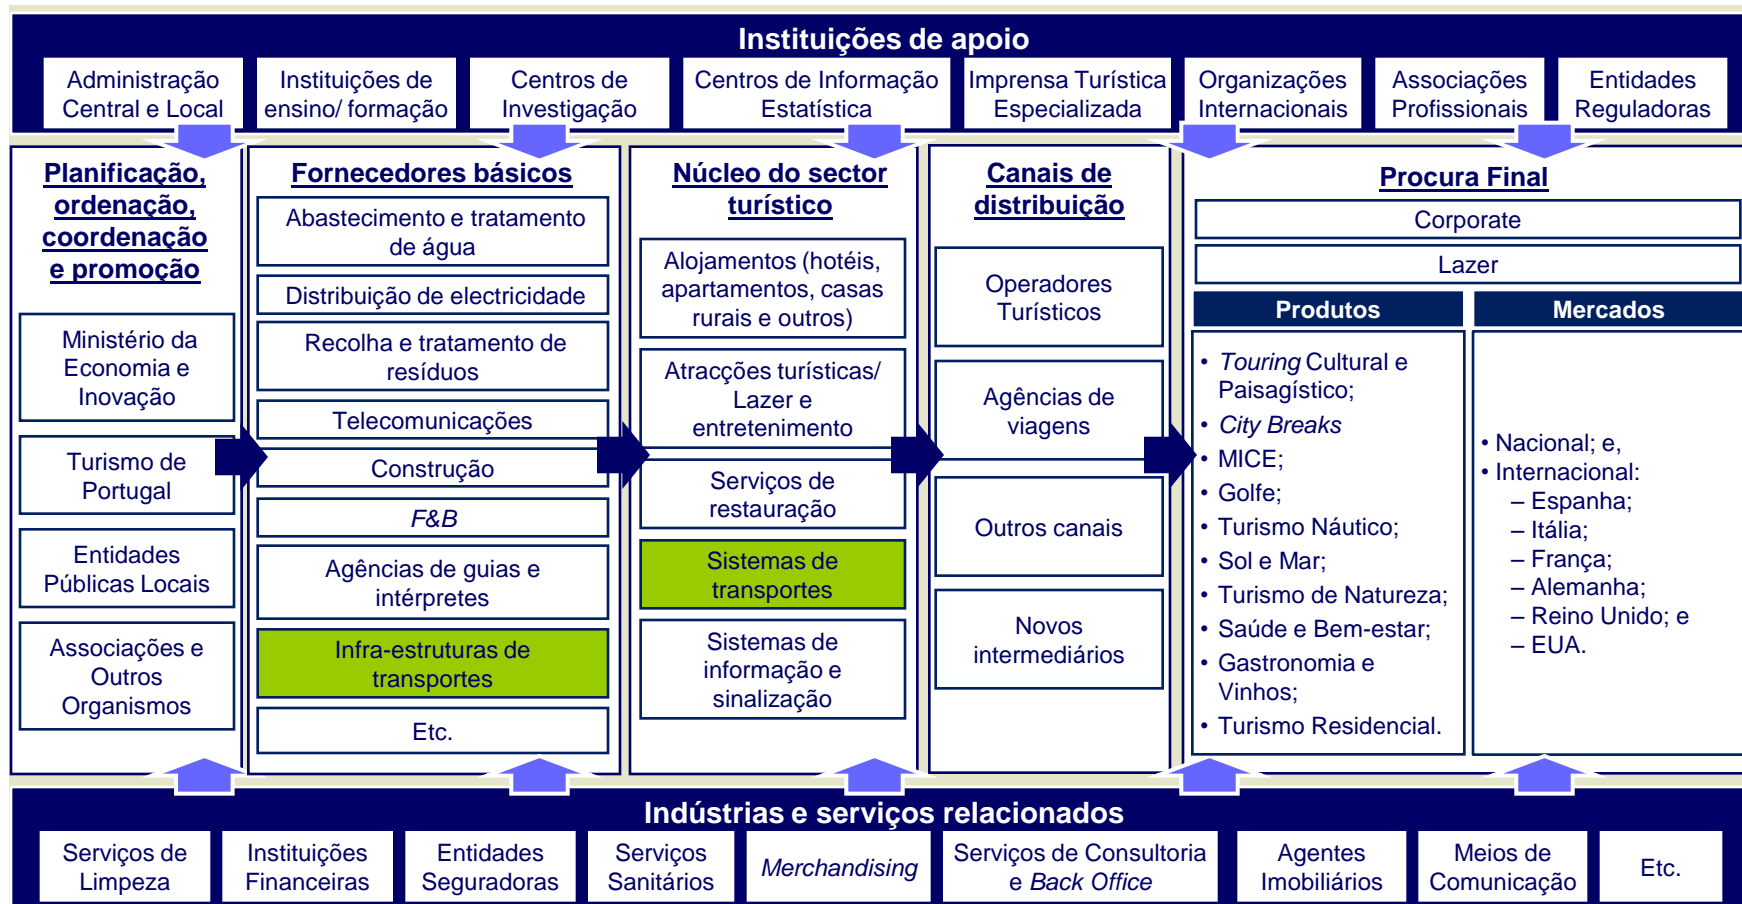 Instituições de apoio
Administração
Central e Local
Instituições de
ensino/ formação
Centros de
Investigação
Centros de Informação
Estatística
Imprensa Turística
Especializada
Organizações
Internacionais
Associações
Profissionais
Entidades
Reguladoras
Planificação,
ordenação,
coordenação
e promoção
Ministério da
Economia e
Inovação
Turismo de
Portugal
Entidades
Públicas Locais
Associações e
Outros
Organismos
Fornecedores básicos
Abastecimento e tratamento
de água
Distribuição de electricidade
Recolha e tratamento de
resíduos
Telecomunicações
Construção
F&B
Agências de guias e
intérpretes
Infra-estruturas de
transportes
Etc.
Núcleo do sector
turístico
Alojamentos (hotéis,
apartamentos, casas
rurais e outros)
Atracções turísticas/
Lazer e
entretenimento
Serviços de
restauração
Sistemas de
transportes
Sistemas de
informação e
sinalização
Canais de
distribuição
Operadores
Turísticos
Agências de
viagens
Outros canais
Novos
intermediários
Procura Final
Corporate
Lazer
Produtos
• Touring Cultural e
Paisagístico;
• City Breaks
• MICE;
• Golfe;
• Turismo Náutico;
• Sol e Mar;
• Turismo de Natureza;
• Saúde e Bem-estar;
• Gastronomia e
Vinhos;
• Turismo Residencial.
Mercados
• Nacional; e,
• Internacional:
– Espanha;
– Itália;
– França;
– Alemanha;
– Reino Unido; e
– EUA.
Indústrias e serviços relacionados
Serviços de
Limpeza
Instituições
Financeiras
Entidades
Seguradoras
Serviços
Sanitários
Merchandising
Serviços de Consultoria
e Back Office
Agentes
Imobiliários
Meios de
Comunicação
Etc.